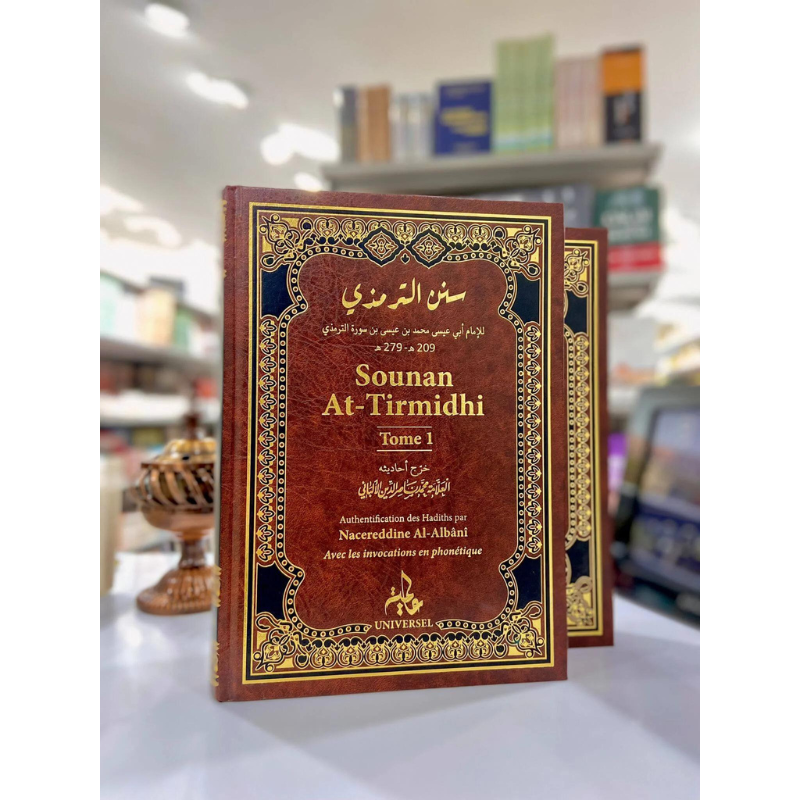 سنن الترمذي
للإمام أبي عيسى محمد بن عيسى بن سورة الترمذي
209 هـ - 279 هـ
Sounan
At-Tirmidhi
Tome 1
خرّج أحاديثه
العلامة محمد ناصر الدين الألباني
Authentification des Hadiths par
Nacereddine Al-Albâni
Avec les invocations en phonétique
عالمية
UNIVERSEL